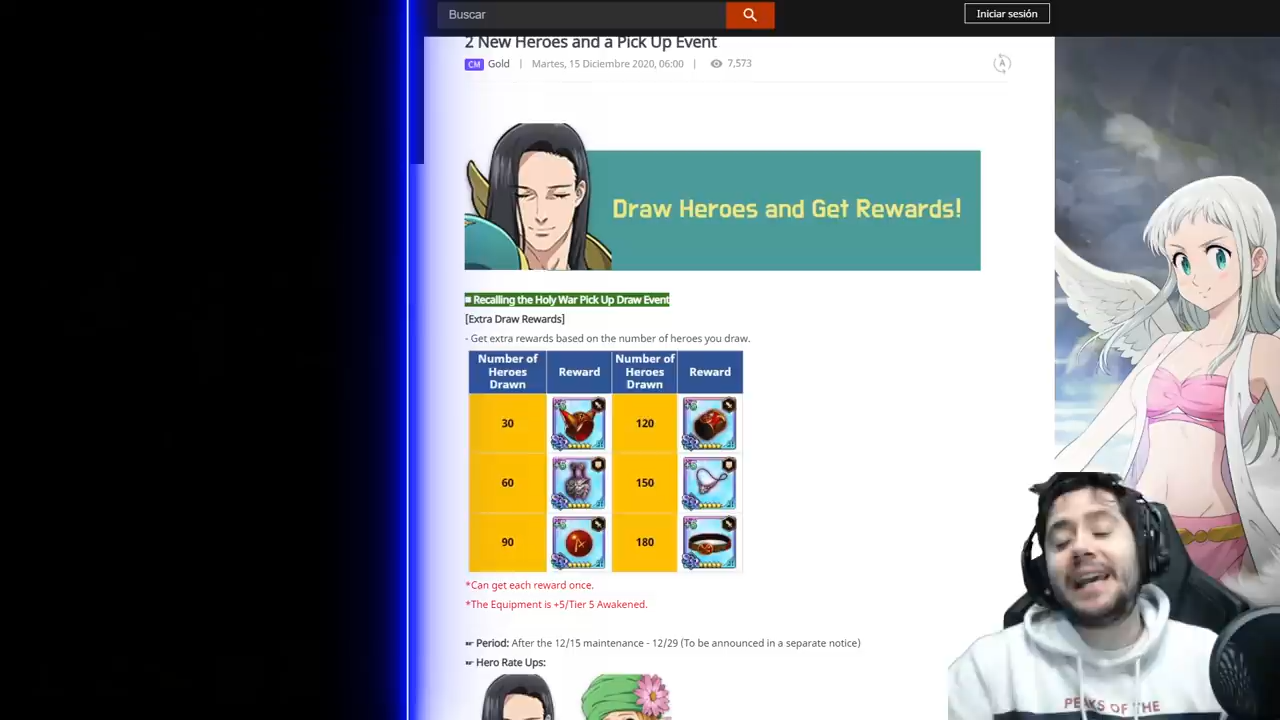 Buscar
Iniciar sesión
2 New Heroes and a Pick Up Event
CM Gold | Martes, 15 Diciembre 2020, 06:00 | 7,573
A
Draw Heroes and Get Rewards!
■ Recalling the Holy War Pick Up Draw Event
[Extra Draw Rewards]
- Get extra rewards based on the number of heroes you draw.
Number of Heroes Drawn Reward Number of Heroes Drawn Reward
30 120
60 150
90 180
*Can get each reward once.
*The Equipment is +5/Tier 5 Awakened.
☛ Period: After the 12/15 maintenance - 12/29 (To be announced in a separate notice)
☛ Hero Rate Ups:
PEAKS OF THE